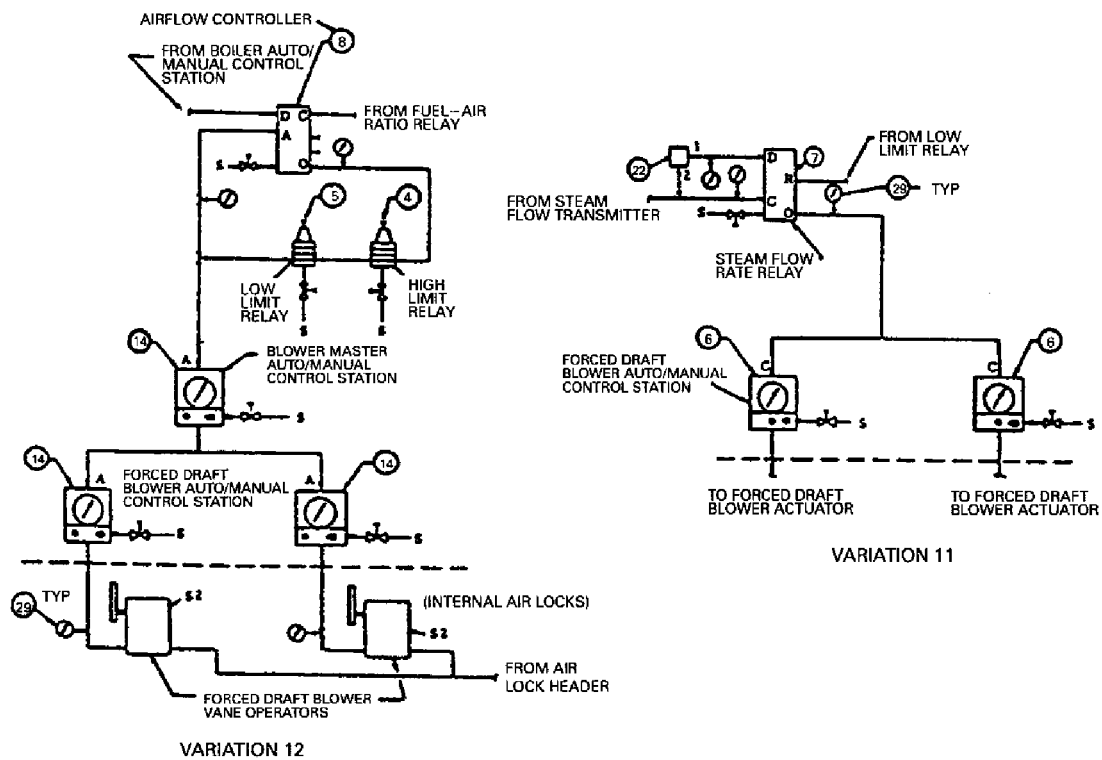 AIRFLOW CONTROLLER
8
FROM BOILER AUTO/
MANUAL CONTROL
STATION
D C
FROM FUEL–AIR
RATIO RELAY
A
S
O
5
4
LOW
LIMIT
RELAY
HIGH
LIMIT
RELAY
S
S
14
A
BLOWER MASTER
AUTO/MANUAL
CONTROL STATION
S
14
A
FORCED DRAFT
BLOWER AUTO/MANUAL
CONTROL STATION
A
14
S
S
29
TYP
S2
(INTERNAL AIR LOCKS)
S2
FROM AIR
LOCK HEADER
FORCED DRAFT BLOWER
VANE OPERATORS
VARIATION 12
22
1
2
D
7
FROM LOW
LIMIT RELAY
R
29
TYP
FROM STEAM
FLOW TRANSMITTER
C
S
O
STEAM FLOW
RATE RELAY
6
6
C
C
FORCED DRAFT
BLOWER AUTO/MANUAL
CONTROL STATION
S
S
TO FORCED DRAFT
BLOWER ACTUATOR
TO FORCED DRAFT
BLOWER ACTUATOR
VARIATION 11